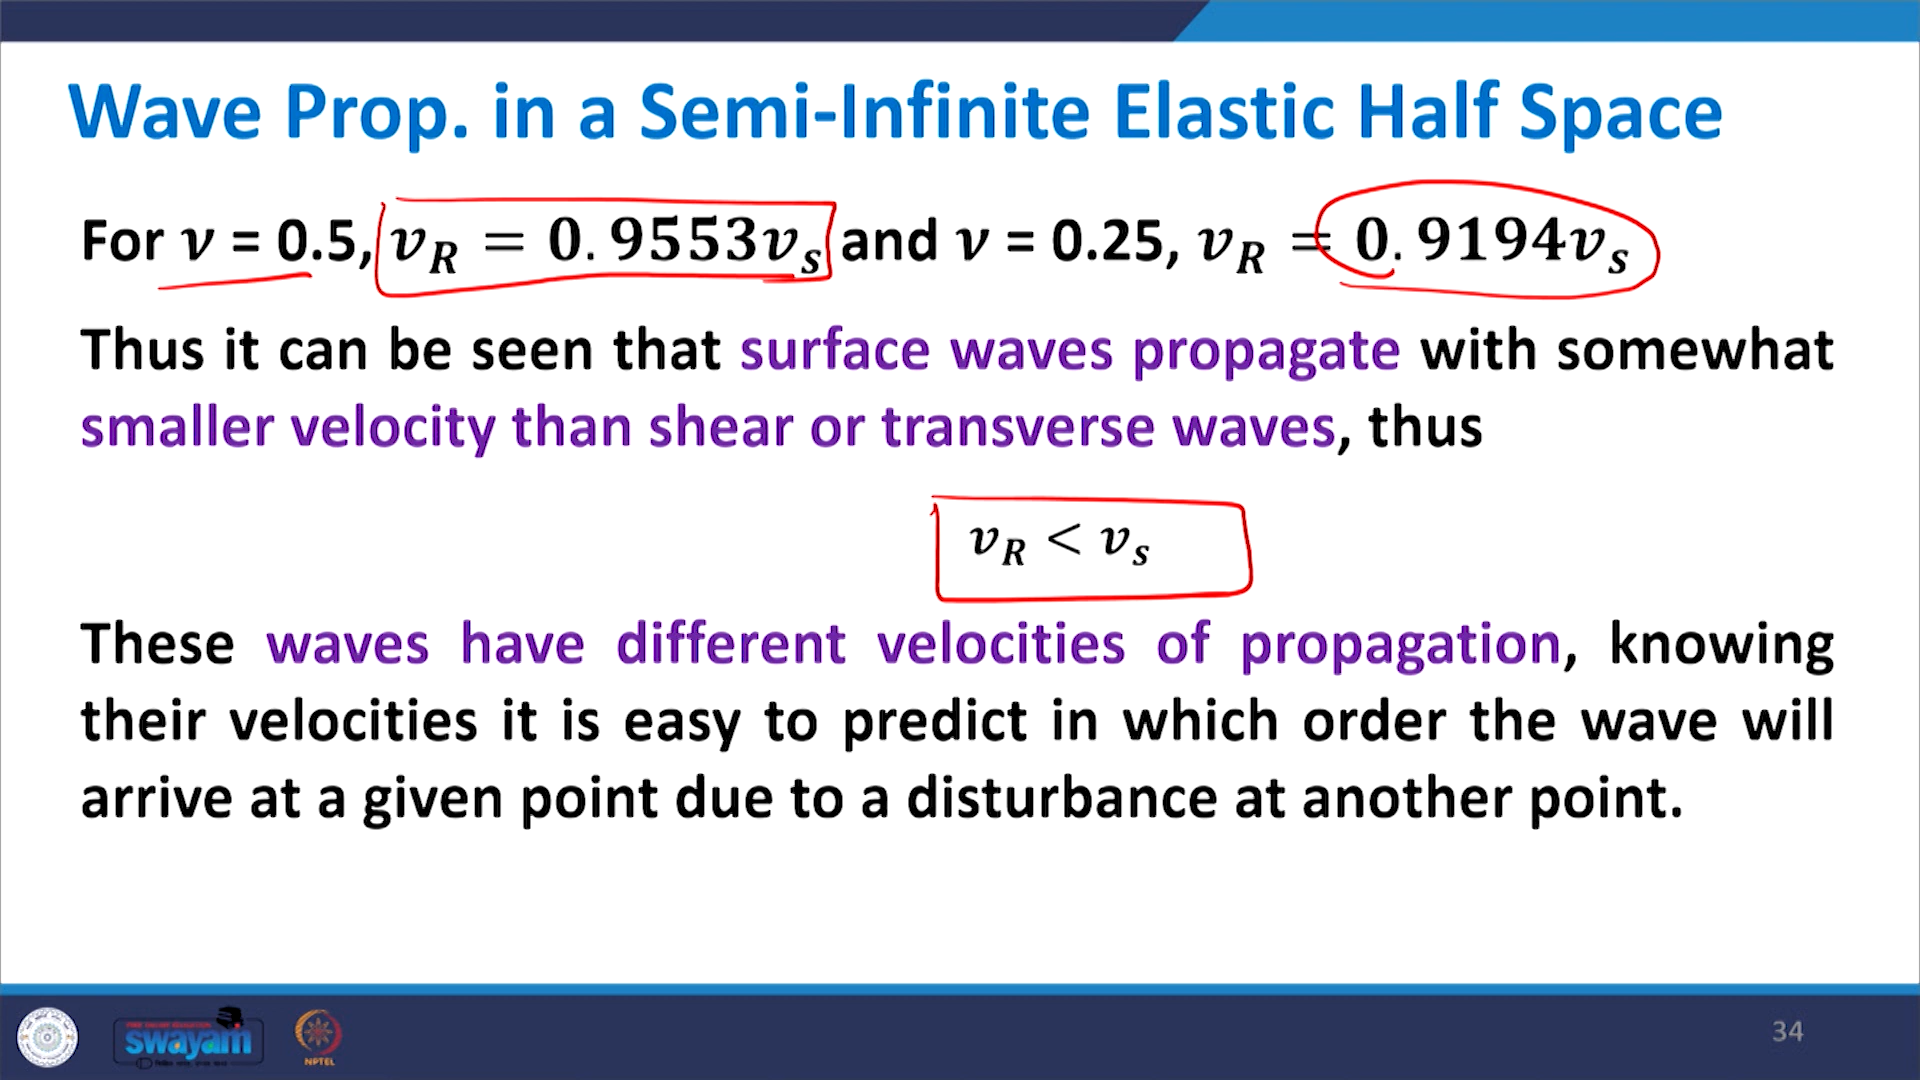 Wave Prop. in a Semi-Infinite Elastic Half Space
For ν = 0.5, v_R = 0.9553v_s and ν = 0.25, v_R = 0.9194v_s
Thus it can be seen that surface waves propagate with somewhat
smaller velocity than shear or transverse waves, thus
v_R < v_s
These waves have different velocities of propagation, knowing
their velocities it is easy to predict in which order the wave will
arrive at a given point due to a disturbance at another point.
swayam
NPTEL
34